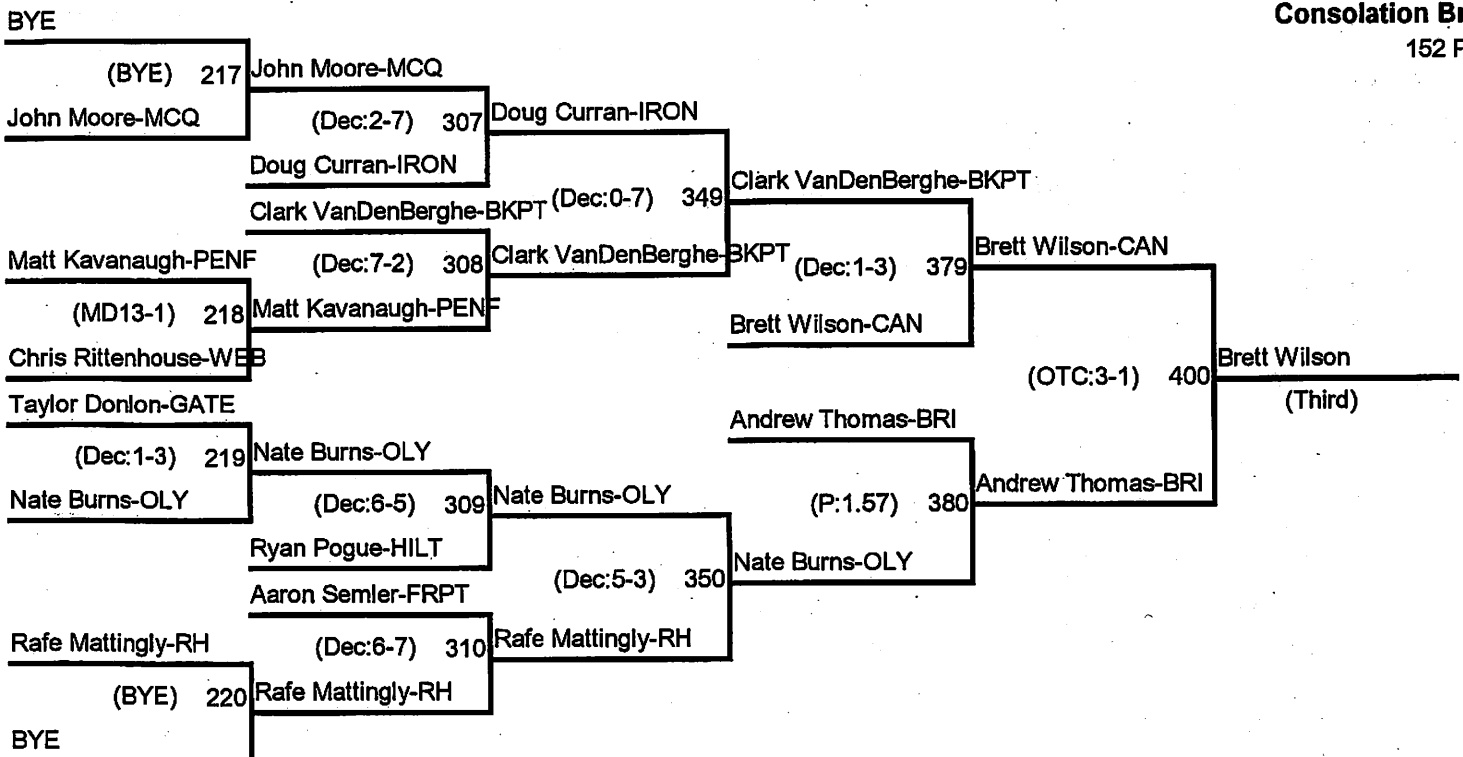 Consolation Br
152 F
BYE
(BYE) 217
John Moore-MCQ
John Moore-MCQ
(Dec:2-7) 307
Doug Curran-IRON
Doug Curran-IRON
Clark VanDenBerghe-BKPT
(Dec:0-7) 349
Clark VanDenBerghe-BKPT
Matt Kavanaugh-PENF
(MD13-1) 218
Chris Rittenhouse-WEB
(Dec:7-2) 308
Matt Kavanaugh-PENF
Clark VanDenBerghe-BKPT
(Dec:1-3) 379
Brett Wilson-CAN
Brett Wilson-CAN
Taylor Donlon-GATE
(Dec:1-3) 219
Nate Burns-OLY
Nate Burns-OLY
(Dec:6-5) 309
Ryan Pogue-HILT
Nate Burns-OLY
(Dec:5-3) 350
Aaron Semler-FRPT
(Dec:6-7) 310
Rafe Mattingly-RH
Rafe Mattingly-RH
(BYE) 220
BYE
Rafe Mattingly-RH
Andrew Thomas-BRI
(P:1.57) 380
Nate Burns-OLY
Andrew Thomas-BRI
(OTC:3-1) 400
Brett Wilson
(Third)